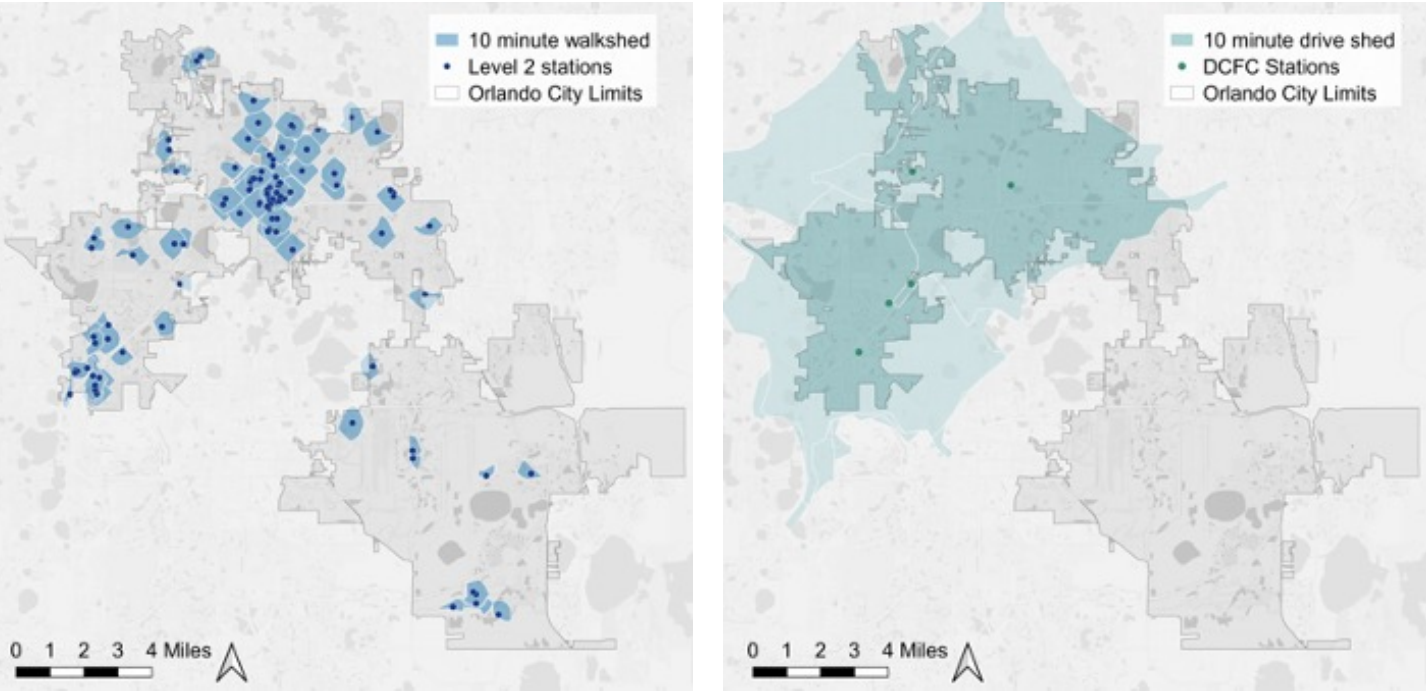 10 minute walkshed
Level 2 stations
Orlando City Limits
0 1 2 3 4 Miles
10 minute drive shed
DCFC Stations
Orlando City Limits
0 1 2 3 4 Miles